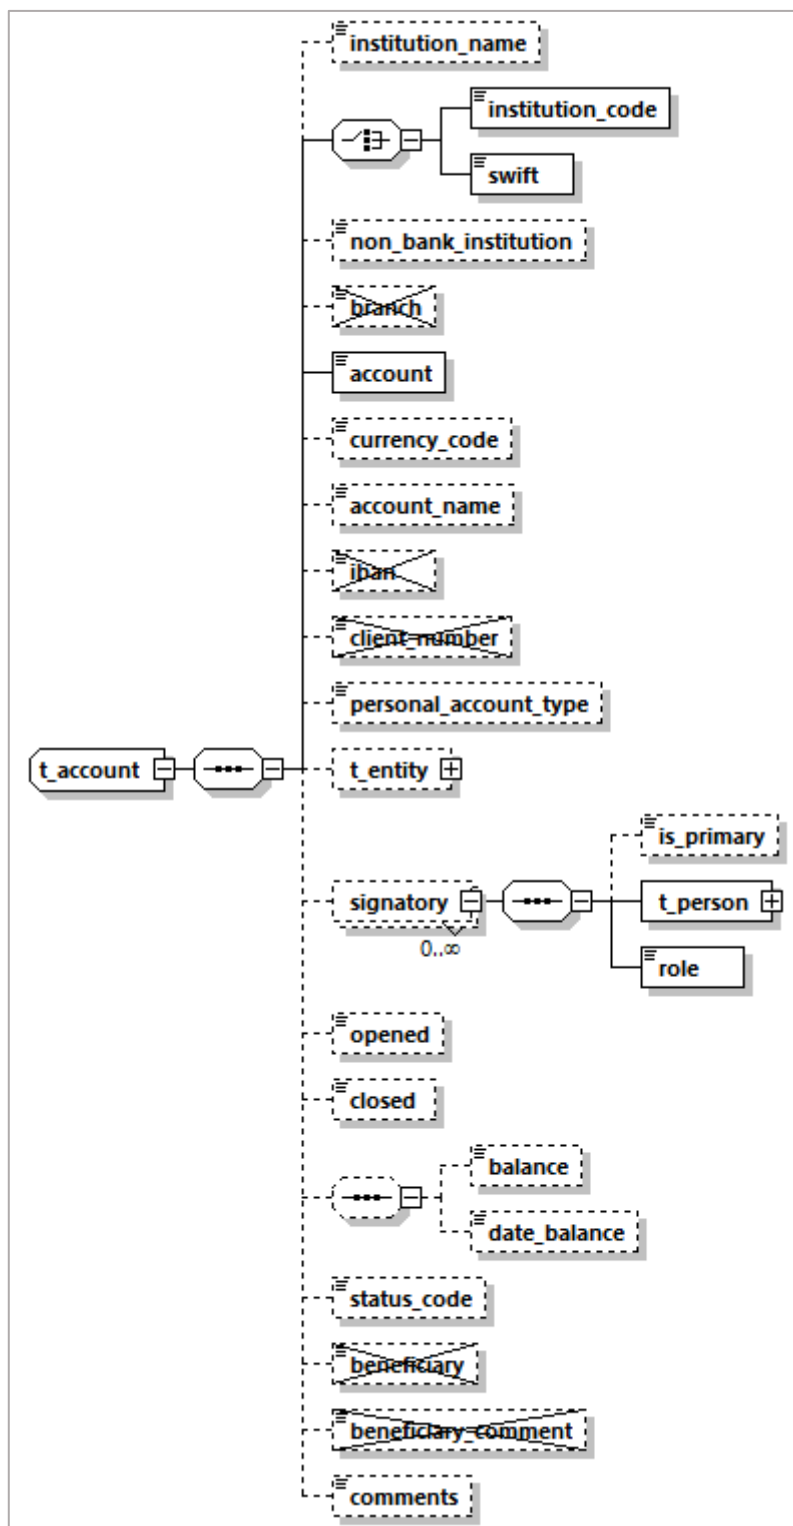 institution_name
institution_code
swift
non_bank_institution
branch
account
currency_code
account_name
iban
client_number
personal_account_type
t_account
t_entity
is_primary
signatory
t_person
0..∞
role
opened
closed
balance
date_balance
status_code
beneficiary
beneficiary_comment
comments